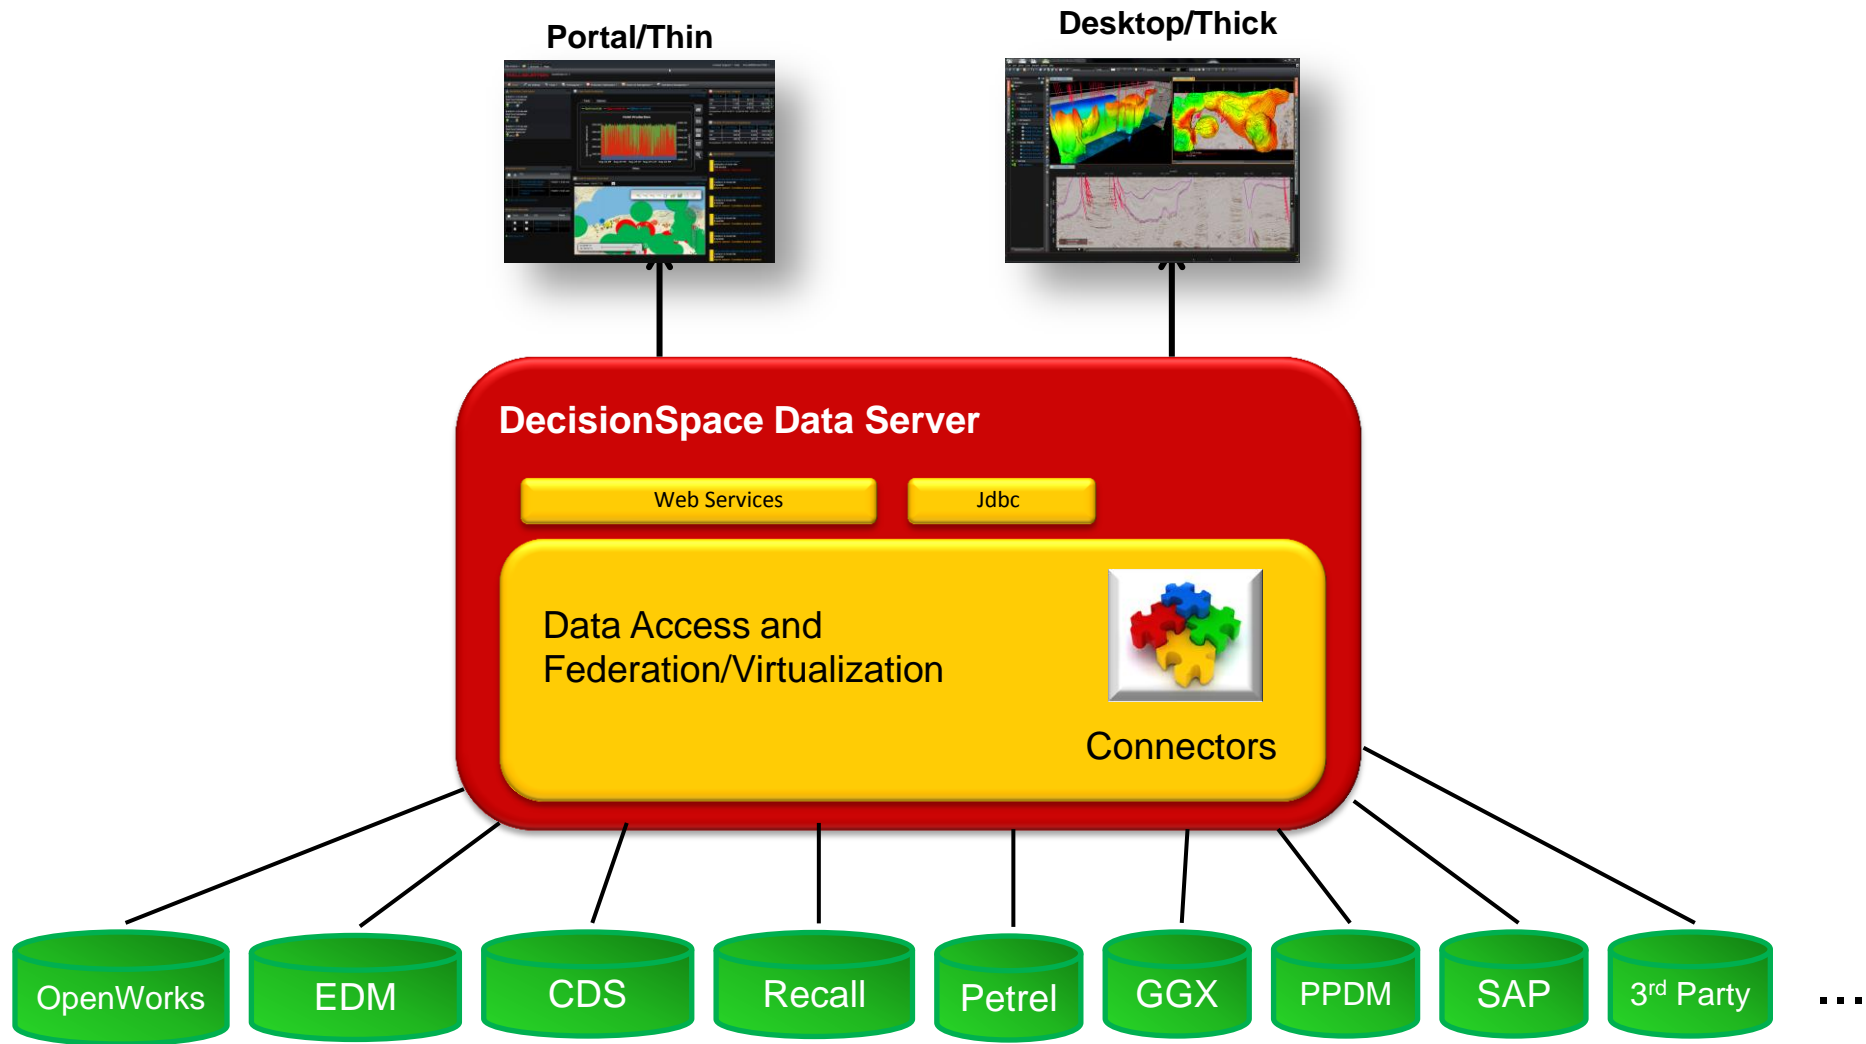 Portal/Thin
Desktop/Thick
DecisionSpace Data Server
Web Services
Jdbc
Data Access and
Federation/Virtualization
Connectors
OpenWorks
EDM
CDS
Recall
Petrel
GGX
PPDM
SAP
3rd Party
...